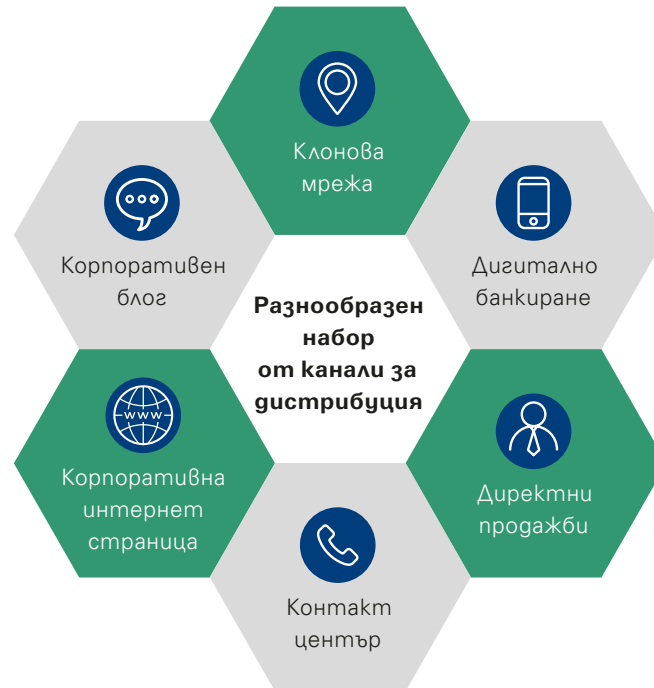 Клонова
мрежа
Корпоративен
блог
Дигитално
банкиране
Разнообразен
набор
от канали за
дистрибуция
www
Корпоративна
интернет
страница
Директни
продажби
Контакт
център